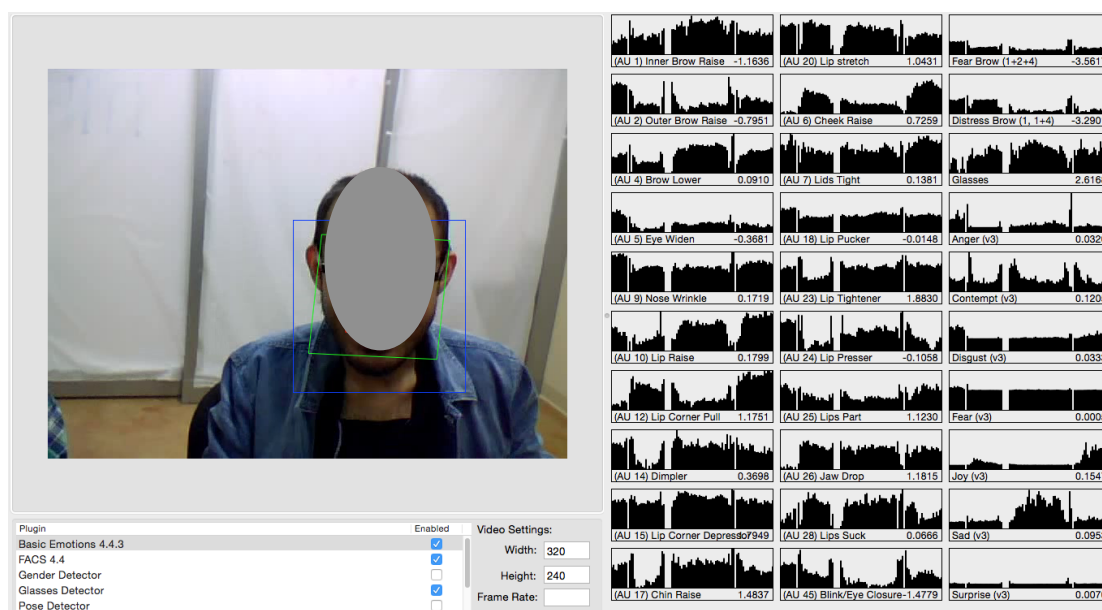 (AU 1) Inner Brow Raise -1.1636
(AU 20) Lip stretch 1.0431
Fear Brow (1+2+4) -3.561
(AU 2) Outer Brow Raise -0.7951
(AU 6) Cheek Raise 0.7259
Distress Brow (1, 1+4) -3.290
(AU 4) Brow Lower 0.0910
(AU 7) Lids Tight 0.1381
Glasses 2.616
(AU 5) Eye Widen -0.3681
(AU 18) Lip Pucker -0.0148
Anger (v3) 0.032
(AU 9) Nose Wrinkle 0.1719
(AU 23) Lip Tightener 1.8830
Contempt (v3) 0.120
(AU 10) Lip Raise 0.1799
(AU 24) Lip Presser -0.1058
Disgust (v3) 0.033
(AU 12) Lip Corner Pull 1.1751
(AU 25) Lips Part 1.1230
Fear (v3) 0.000
(AU 14) Dimpler 0.3698
(AU 26) Jaw Drop 1.1815
Joy (v3) 0.154
(AU 15) Lip Corner Depressor
(AU 28) Lips Suck 0.0666
Sad (v3) 0.095
(AU 17) Chin Raise 1.4837
(AU 45) Blink/Eye Closure -1.4779
Surprise (v3) 0.007
Plugin Enabled
Basic Emotions 4.4.3
FACS 4.4
Gender Detector
Glasses Detector
Pose Detector
Video Settings:
Width: 320
Height: 240
Frame Rate: